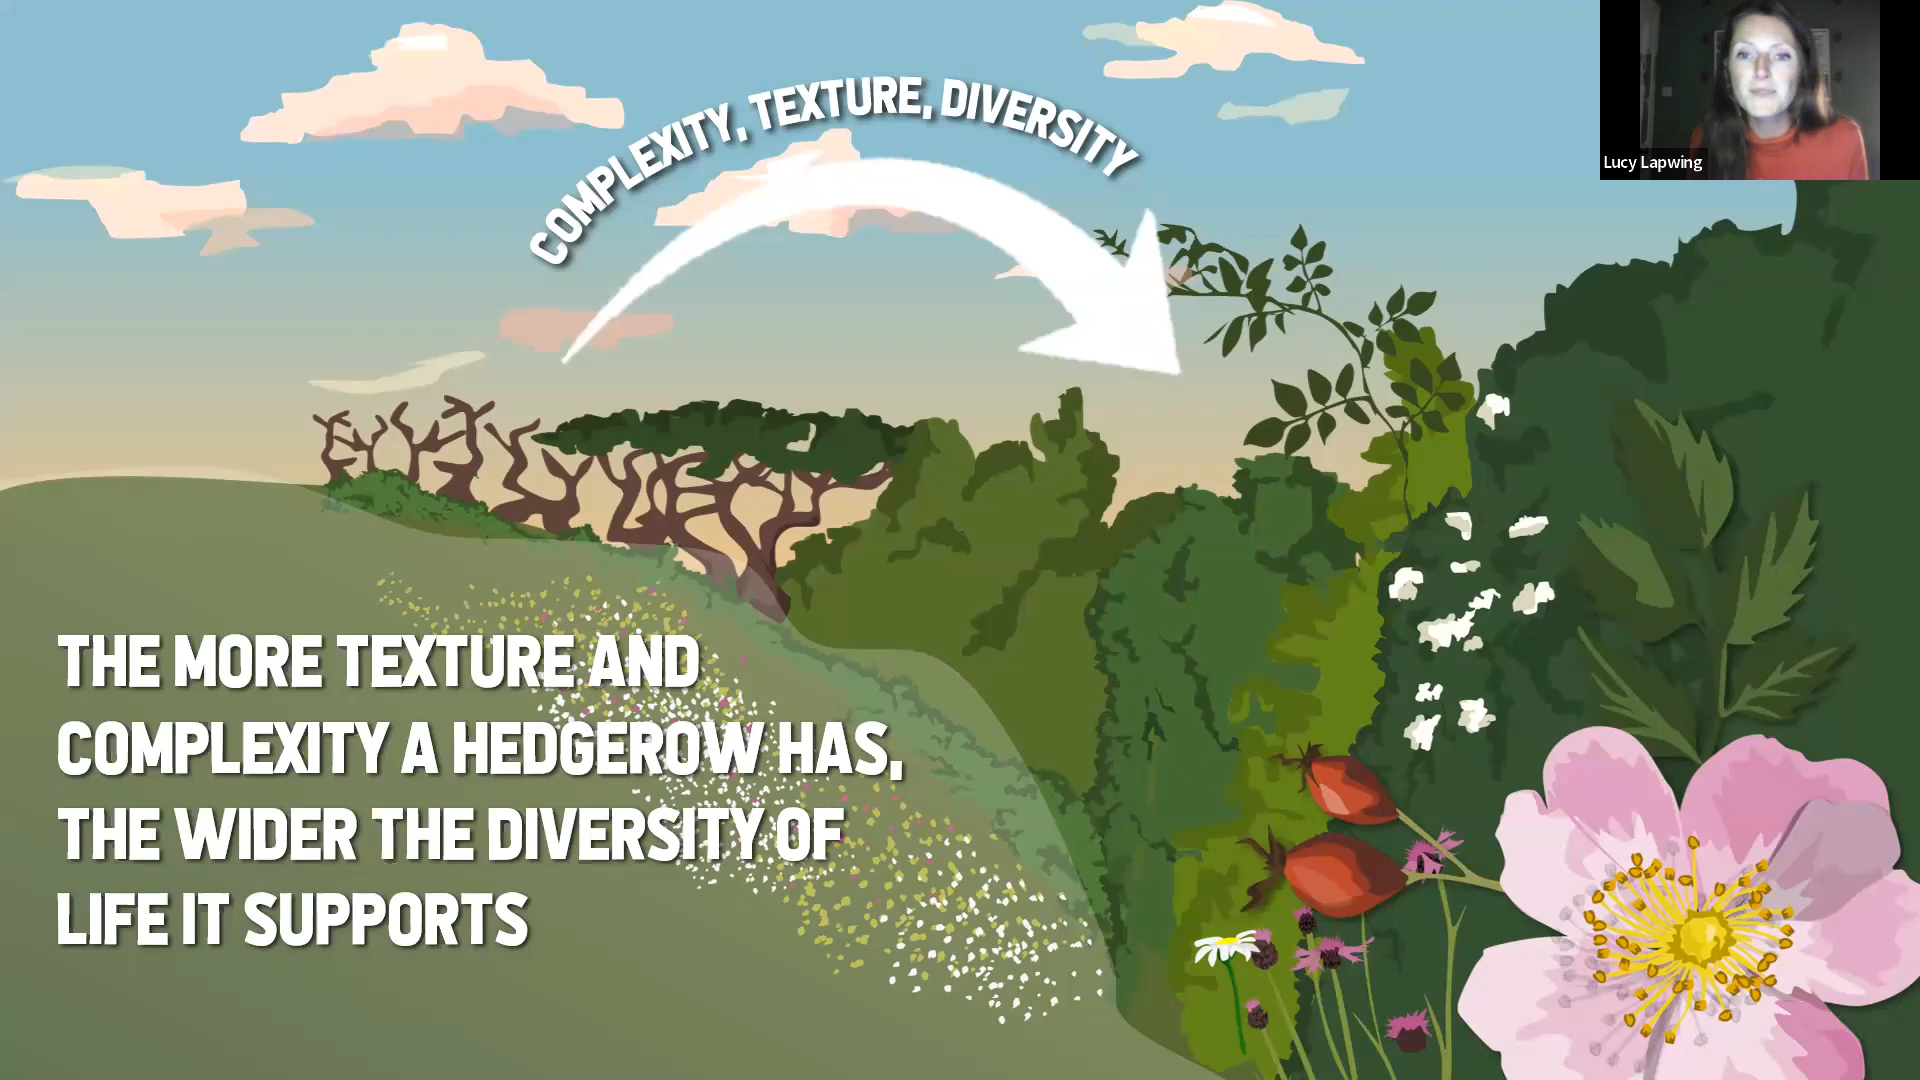 COMPLEXITY, TEXTURE, DIVERSITY
Lucy Lapwing
THE MORE TEXTURE AND
COMPLEXITY A HEDGEROW HAS,
THE WIDER THE DIVERSITY OF
LIFE IT SUPPORTS